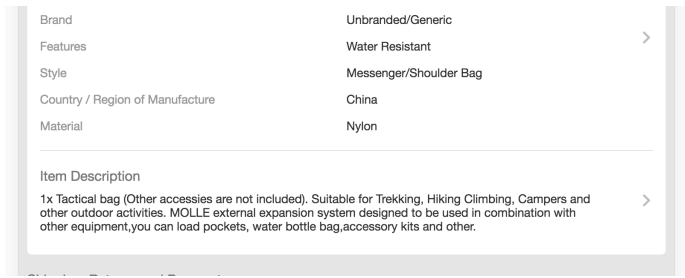 Brand Unbranded/Generic
Features Water Resistant
Style Messenger/Shoulder Bag
Country / Region of Manufacture China
Material Nylon
Item Description
1x Tactical bag (Other accessies are not included). Suitable for Trekking, Hiking Climbing, Campers and
other outdoor activities. MOLLE external expansion system designed to be used in combination with
other equipment,you can load pockets, water bottle bag,accessory kits and other.